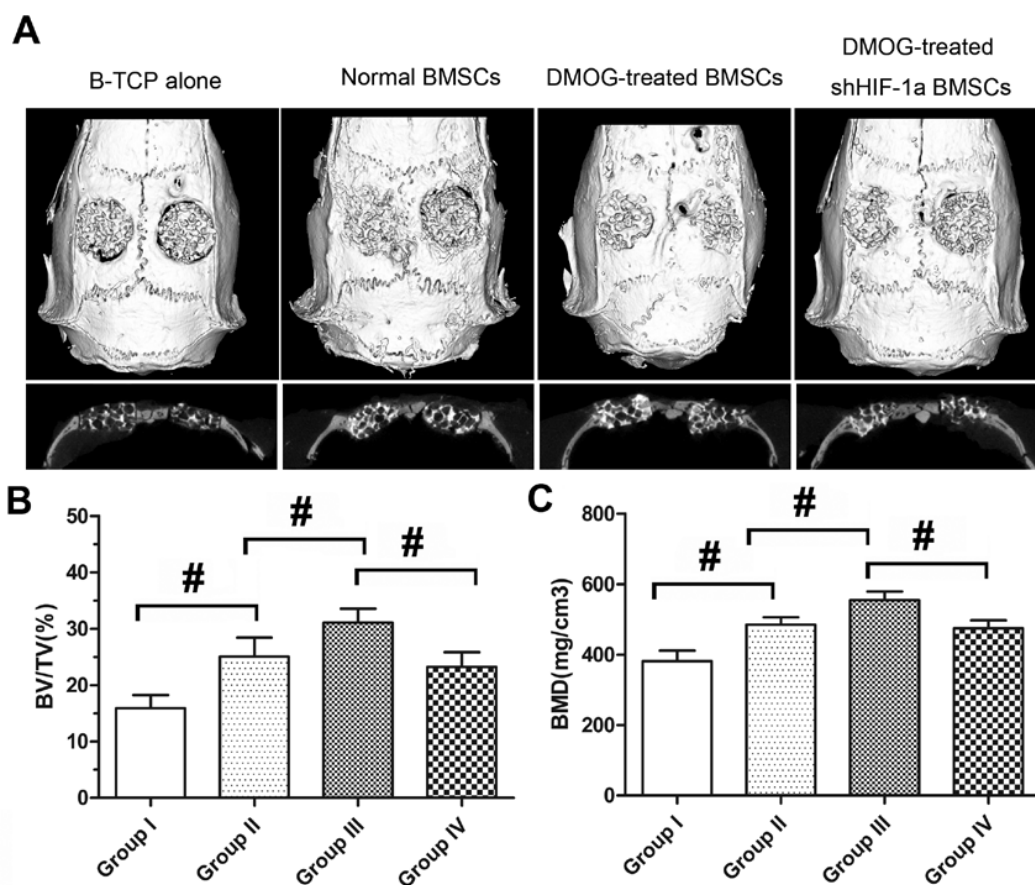 A
B-TCP alone
Normal BMSCs
DMOG-treated BMSCs
DMOG-treated
shHIF-1a BMSCs
B
BV/TV(%)
50
40
30
20
10
0
#
#
#
Group I
Group II
Group III
Group IV
C
BMD(mg/cm3)
800
600
400
200
0
#
#
#
Group I
Group II
Group III
Group IV